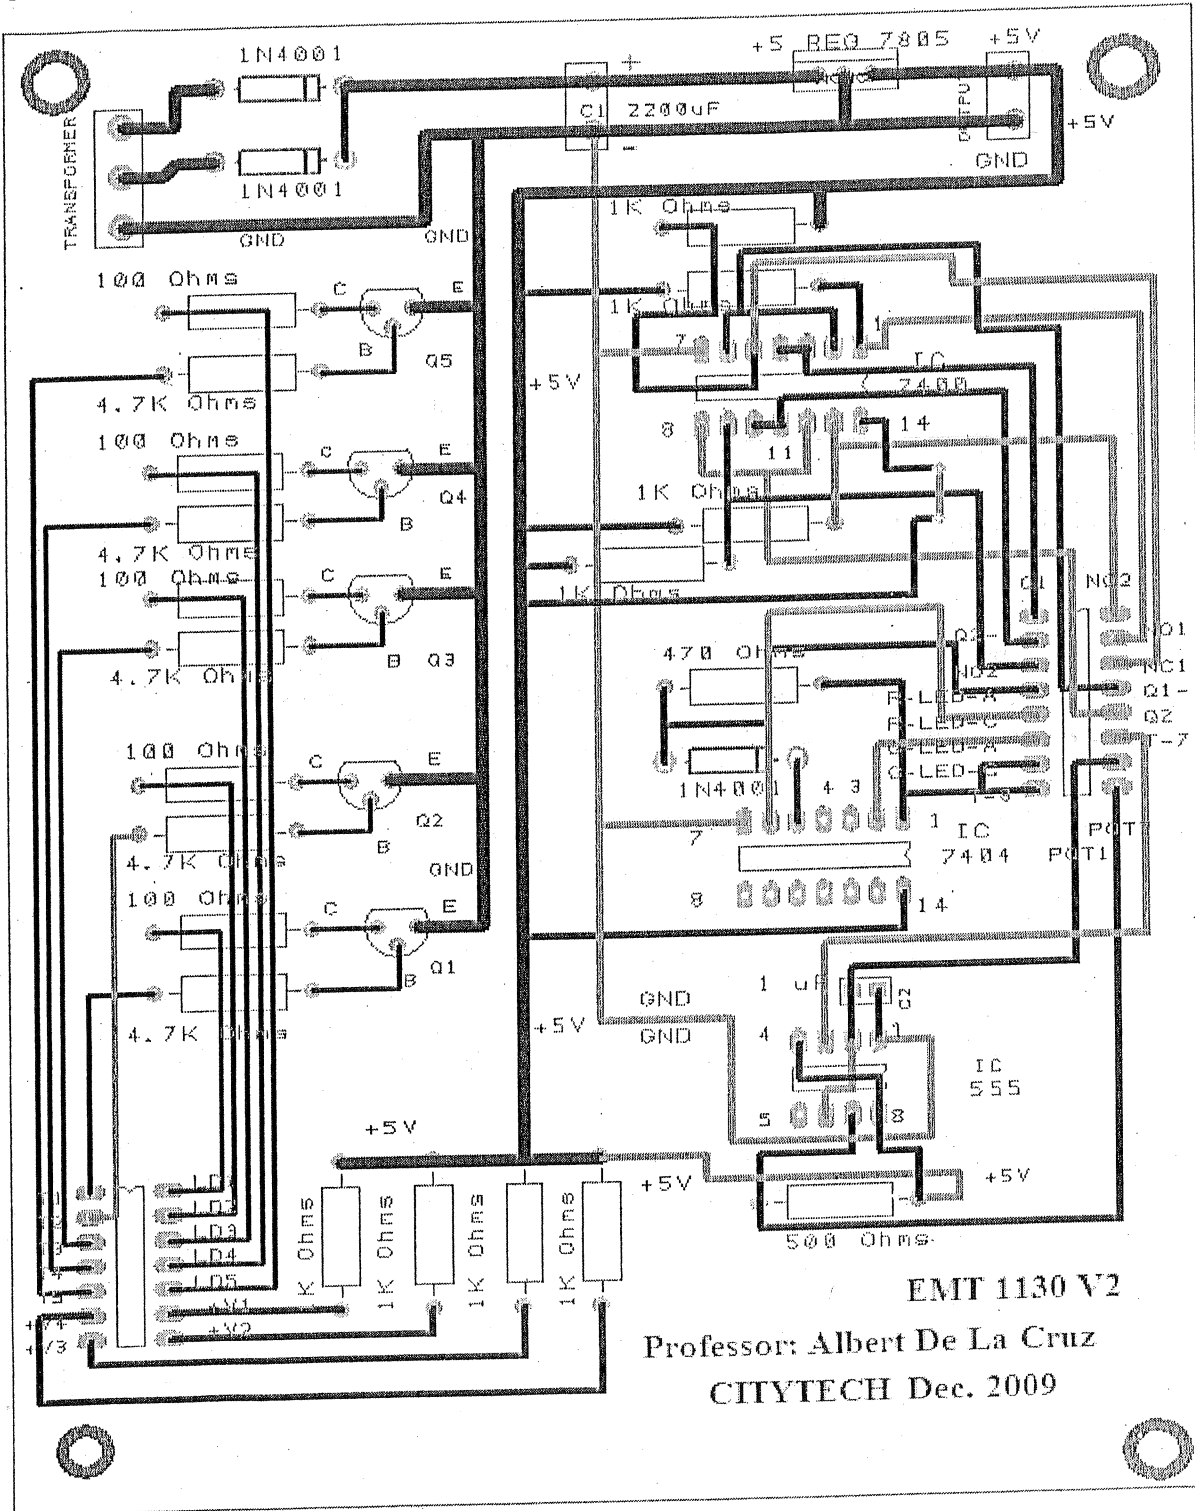 1N4001
+5 REG 7805
+5V
TRANSFORMER
+
C1 2200uF
-
+5V
GND
1N4001
GND
GND
1K Ohms
100 Ohms
C
E
B
Q5
1K Ohms
7
1
IC
7400
+5V
4.7K Ohms
8
11
14
100 Ohms
C
E
Q4
B
1K Ohms
4.7K Ohms
100 Ohms
C
E
1K Ohms
Q1
NO2
B
Q3
4.7K Ohms
470 Ohms
NO2
NO1
NC1
Q1-
Q2
T-7
R-LED-A
R-LED-C
G-LED-A
G-LED-C
100 Ohms
C
E
1N4001
4
3
B
Q2
7
1
IC
7404
POT1
4.7K Ohms
GND
8
14
100 Ohms
C
E
B
Q1
4.7K Ohms
1 uF
C2
GND
GND
+5V
4
1
IC
555
5
8
+5V
+5V
+5V
LD1
LD2
LD3
LD4
LD5
+V1
+V2
+V4
+V3
K Ohms
1K Ohms
1K Ohms
1K Ohms
500 Ohms
EMT 1130 V2
Professor: Albert De La Cruz
CITYTECH Dec. 2009